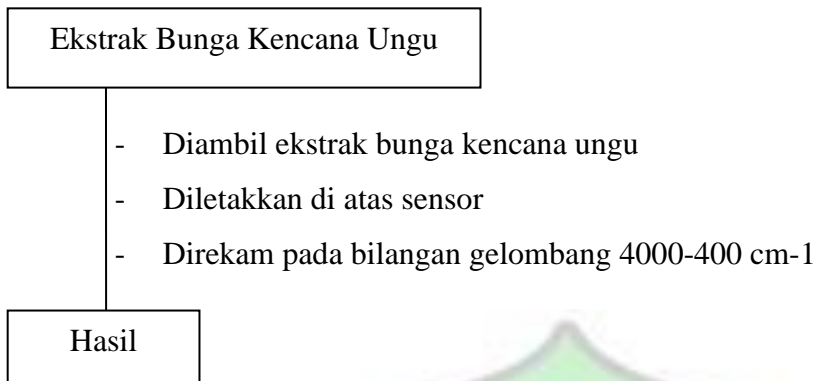 Ekstrak Bunga Kencana Ungu
- Diambil ekstrak bunga kencana ungu
- Diletakkan di atas sensor
- Direkam pada bilangan gelombang 4000-400 cm-1
Hasil